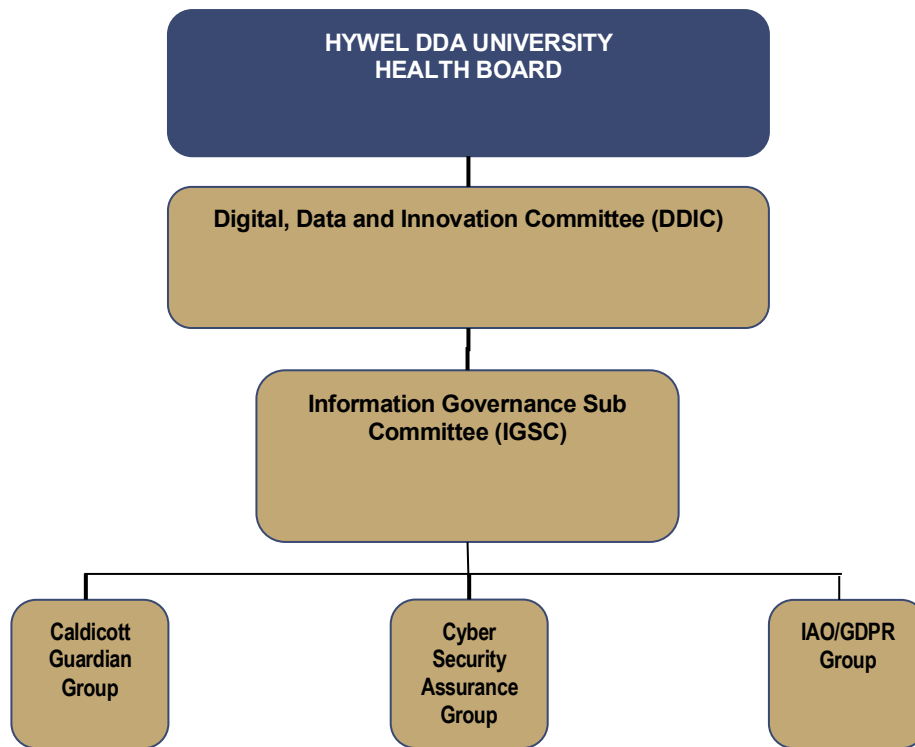 HYWEL DDA UNIVERSITY
HEALTH BOARD
Digital, Data and Innovation Committee (DDIC)
Information Governance Sub
Committee (IGSC)
Caldicott
Guardian
Group
Cyber
Security
Assurance
Group
IAO/GDPR
Group